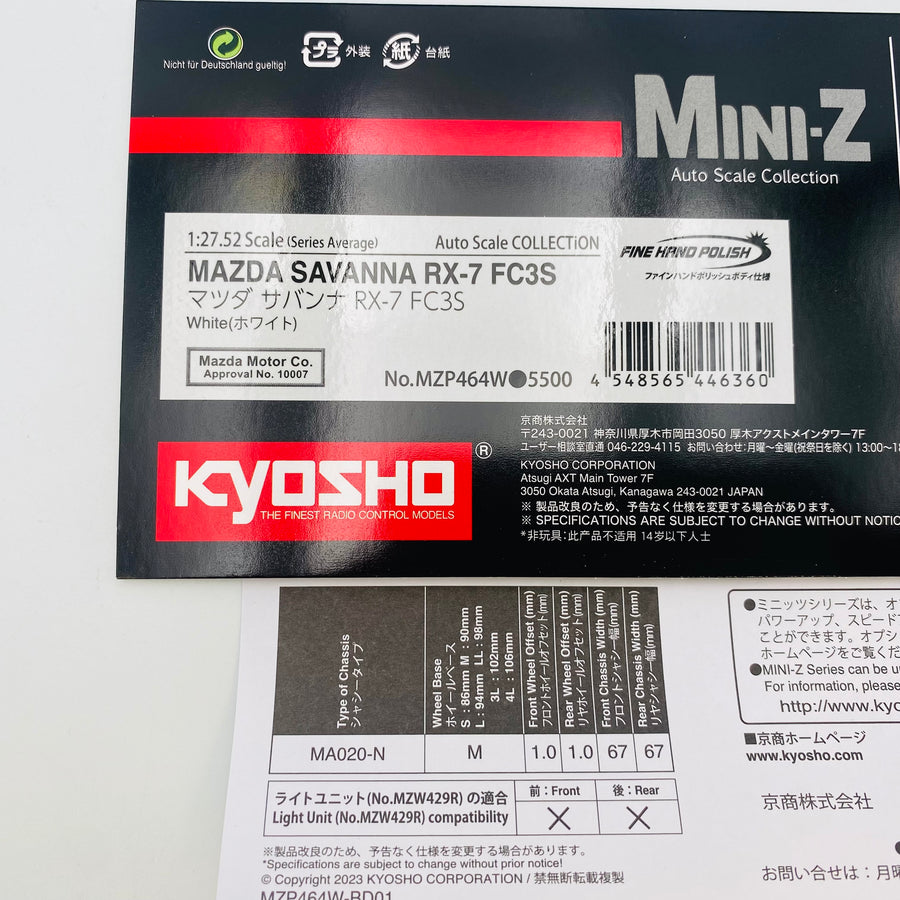 Nicht für Deutschland gueltig!
プラ 外装
紙 台紙
MINI-Z
Auto Scale Collection
1:27.52 Scale (Series Average) Auto Scale COLLECTiON
MAZDA SAVANNA RX-7 FC3S
マツダ サバンナ RX-7 FC3S
White(ホワイト)
FINE HAND POLISH
ファインハンドポリッシュボディ仕様
Mazda Motor Co.
Approval No. 10007
No.MZP464W●5500
4 548565 446360
KYOSHO®
THE FINEST RADIO CONTROL MODELS
京商株式会社
〒243-0021 神奈川県厚木市岡田3050 厚木アクストメインタワー7F
ユーザー相談室直通 046-229-4115 お問い合わせ:月曜〜金曜(祝祭日を除く) 13:00〜18
KYOSHO CORPORATION
Atsugi AXT Main Tower 7F
3050 Okata Atsugi, Kanagawa 243-0021 JAPAN
※ 製品改良のため、予告なく仕様を変更する場合があります。
※ SPECIFICATIONS ARE SUBJECT TO CHANGE WITHOUT NOTIC
*非玩具:此产品不适用 14岁以下人士
Type of Chassis
シャシータイプ
Wheel Base
ホイールベース
S : 86mm M : 90mm
L : 94mm LL : 98mm
3L : 102mm
4L : 106mm
Front Wheel Offset (mm)
フロントホイールオフセット(mm)
Rear Wheel Offset (mm)
リヤホイールオフセット(mm)
Front Chassis Width (mm)
フロントシャシー幅(mm)
Rear Chassis Width (mm)
リヤシャシー幅(mm)
MA020-N M 1.0 1.0 67 67
ライトユニット(No.MZW429R) の適合
Light Unit (No.MZW429R) compatibility
前 : Front 後 : Rear
× ×
※製品改良のため、予告なく仕様を変更する場合があります。
*Specifications are subject to change without prior notice!
© Copyright 2023 KYOSHO CORPORATION / 禁無断転載複製
MZP464W-BD01
●ミニッツシリーズは、オ
パワーアップ、スピード
ことができます。オプシ
ホームページをご覧くだ
●MINI-Z Series can be u
For information, please
http://www.kyo
■京商ホームページ
www.kyosho.com
京商株式会社
お問い合せは:月曜